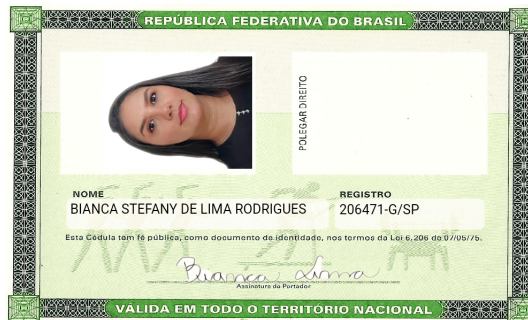 REPÚBLICA FEDERATIVA DO BRASIL
POLEGAR DIREITO
NOME
REGISTRO
BIANCA STEFANY DE LIMA RODRIGUES
206471-G/SP
Esta Cédula tem fé pública, como documento de identidade, nos termos da Lei 6.206 de 07/05/75.
Bianca Lima
Assinatura do Portador
VÁLIDA EM TODO O TERRITÓRIO NACIONAL